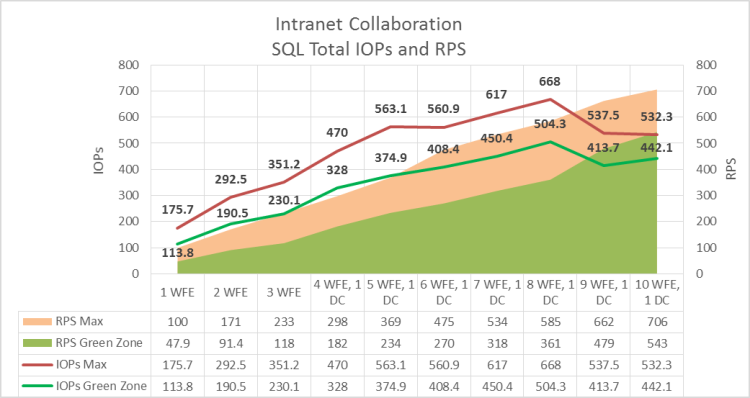 Intranet Collaboration
SQL Total IOPs and RPS
800 800
700 700
600 600
500 500
400 400
300 300
200 200
100 100
0 0
IOPs
RPS
175.7 292.5 351.2 470 563.1 560.9 617 668 537.5 532.3
113.8 190.5 230.1 328 374.9 408.4 450.4 504.3 413.7 442.1
1 WFE 2 WFE 3 WFE 4 WFE, 1 5 WFE, 1 6 WFE, 1 7 WFE, 1 8 WFE, 1 9 WFE, 1 10 WFE,
DC DC DC DC DC DC 1 DC
RPS Max 100 171 233 298 369 475 534 585 662 706
RPS Green Zone 47.9 91.4 118 182 234 270 318 361 479 543
IOPs Max 175.7 292.5 351.2 470 563.1 560.9 617 668 537.5 532.3
IOPs Green Zone 113.8 190.5 230.1 328 374.9 408.4 450.4 504.3 413.7 442.1